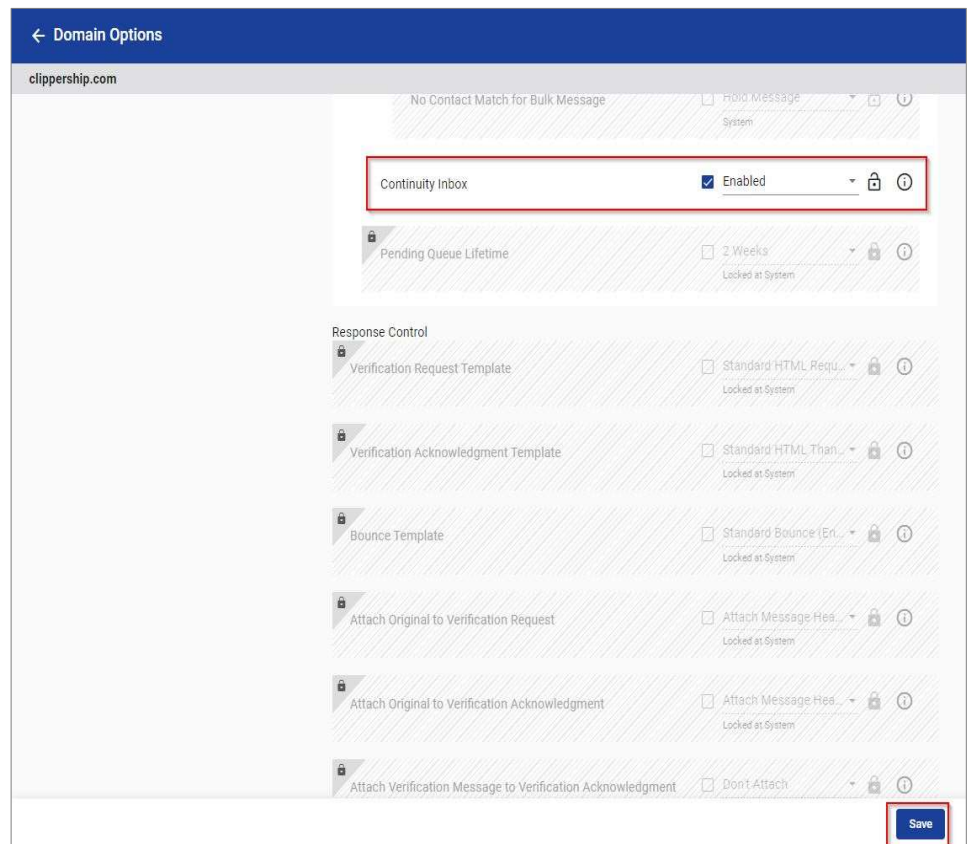 Domain Options
clippership.com
No Contact Match for Bulk Message
Hold Message
System
Continuity Inbox
Enabled
Pending Queue Lifetime
2 Weeks
Locked at System
Response Control
Verification Request Template
Standard HTML Requ...
Locked at System
Verification Acknowledgment Template
Standard HTML Than...
Locked at System
Bounce Template
Standard Bounce (En...
Locked at System
Attach Original to Verification Request
Attach Message Hea...
Locked at System
Attach Original to Verification Acknowledgment
Attach Message Hea...
Locked at System
Attach Verification Message to Verification Acknowledgment
Don't Attach
Save